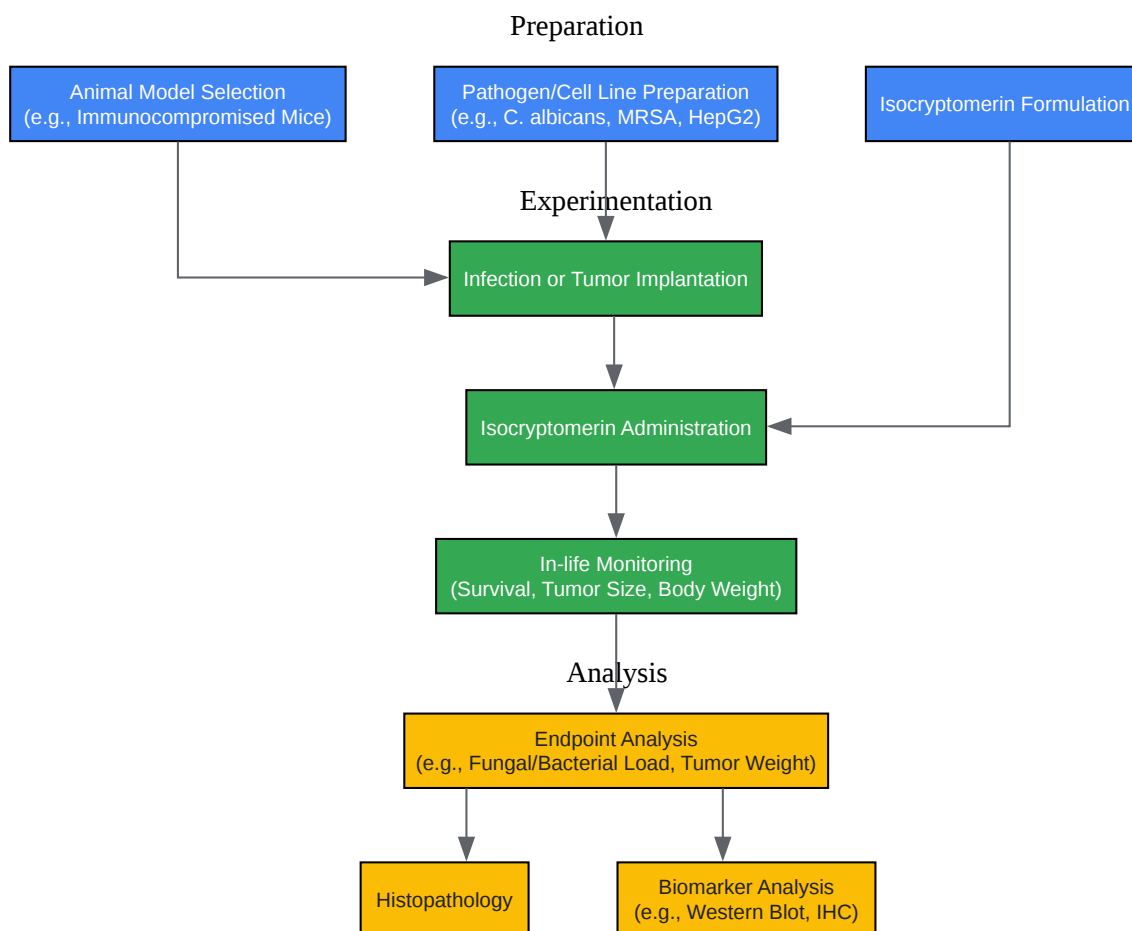 Preparation
Animal Model Selection
(e.g., Immunocompromised Mice)
Pathogen/Cell Line Preparation
(e.g., C. albicans, MRSA, HepG2)
Isocryptomerin Formulation
Experimentation
Infection or Tumor Implantation
Isocryptomerin Administration
In-life Monitoring
(Survival, Tumor Size, Body Weight)
Analysis
Endpoint Analysis
(e.g., Fungal/Bacterial Load, Tumor Weight)
Histopathology
Biomarker Analysis
(e.g., Western Blot, IHC)